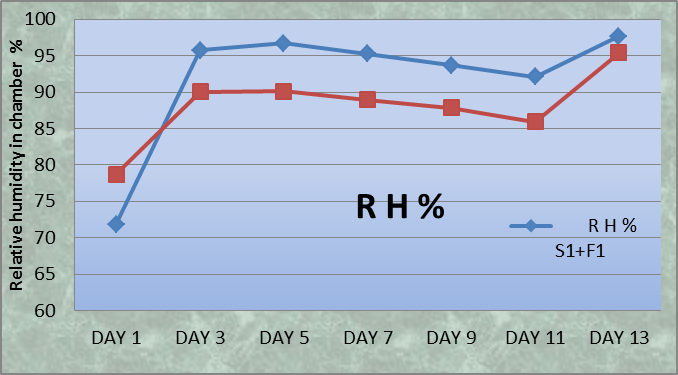 100
95
90
85
80
75
70
65
60
Relative humidity in chamber %
R H %
R H %
S1+F1
DAY 1 DAY 3 DAY 5 DAY 7 DAY 9 DAY 11 DAY 13